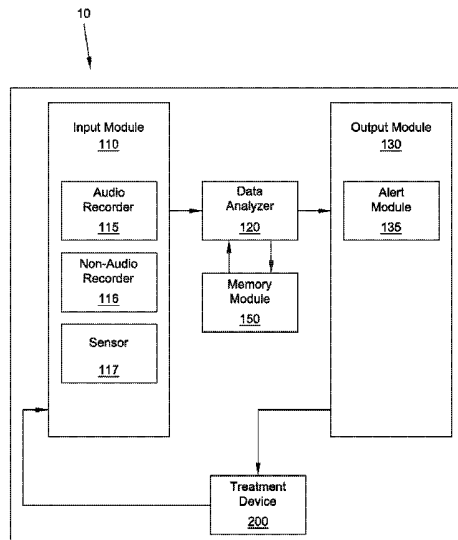 10
Input Module
110
Audio
Recorder
115
Non-Audio
Recorder
116
Sensor
117
Data
Analyzer
120
Memory
Module
150
Output Module
130
Alert
Module
135
Treatment
Device
200